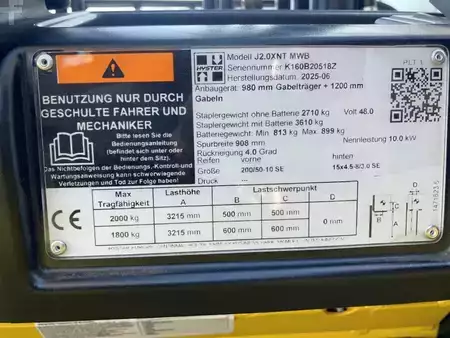 HYSTER
Modell J2.0XNT MWB
Seriennummer K160B20518Z
Herstellungsdatum. 2025-06
Anbaugerät: 980 mm Gabelträger + 1200 mm
Gabeln
PLT 1
BENUTZUNG NUR DURCH
GESCHULTE FAHRER UND
MECHANIKER
Bitte lesen Sie die
Bedienungsanleitung
(befindet sich unter
oder hinter dem Sitz)
Das Nichtbefolgen der Bedienungs, Kontroll-und
Wartungsanweisung kann schwerwiegende
Verletzungen und Tod zur Folge haben.
Staplergewicht ohne Batterie 2710 kg
Volt 48.0
Staplergewicht mit Batterie 3610 kg
Batteriegewicht: Min 813 kg Max. 899 kg
Spurbreite 908 mm
Nennleistung 10.0 kW
Rückneigung 4.0 Grad
Reifen vorne hinten
Größe 200/50-10 SE 15x4.5-8/3.0 SE
Druck --- ---
Max Tragfähigkeit Lasthöhe A Lastschwerpunkt B C D
2000 kg 3215 mm 500 mm 500 mm 0 mm
1800 kg 3215 mm 600 mm 600 mm
CE
B C D
A